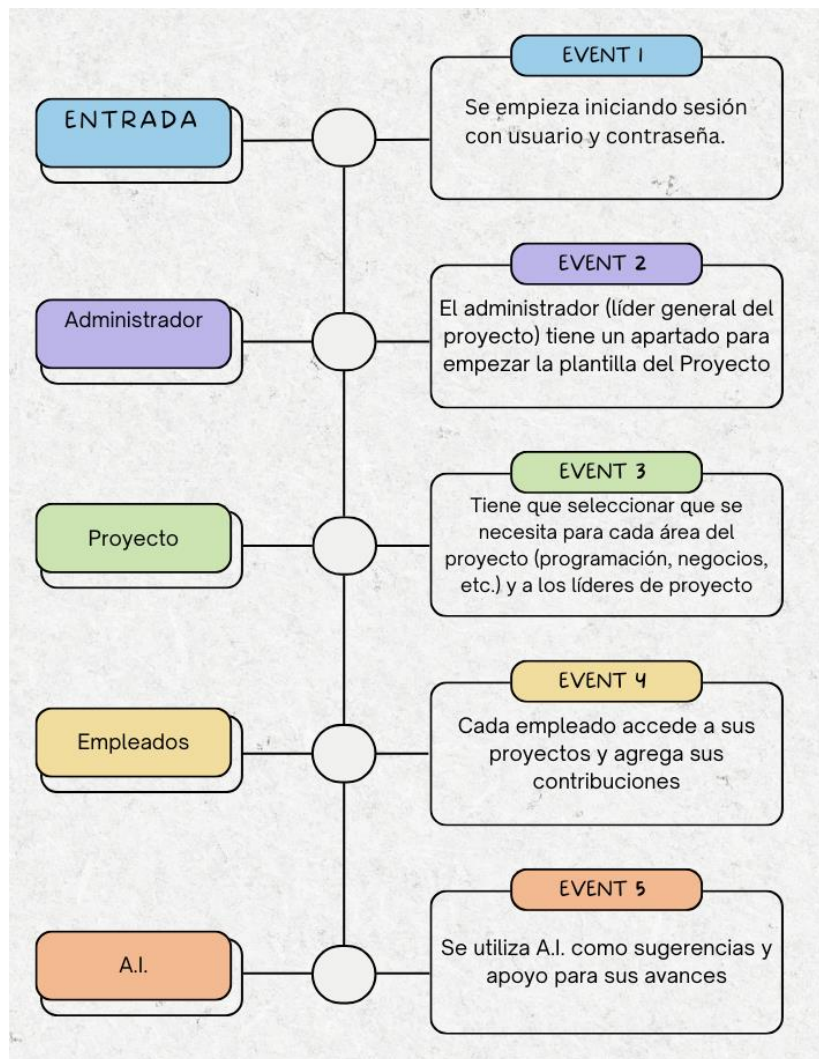 ENTRADA
EVENT 1
Se empieza iniciando sesión
con usuario y contraseña.
Administrador
EVENT 2
El administrador (líder general del
proyecto) tiene un apartado para
empezar la plantilla del Proyecto
Proyecto
EVENT 3
Tiene que seleccionar que se
necesita para cada área del
proyecto (programación, negocios,
etc.) y a los líderes de proyecto
Empleados
EVENT 4
Cada empleado accede a sus
proyectos y agrega sus
contribuciones
A.I.
EVENT 5
Se utiliza A.I. como sugerencias y
apoyo para sus avances